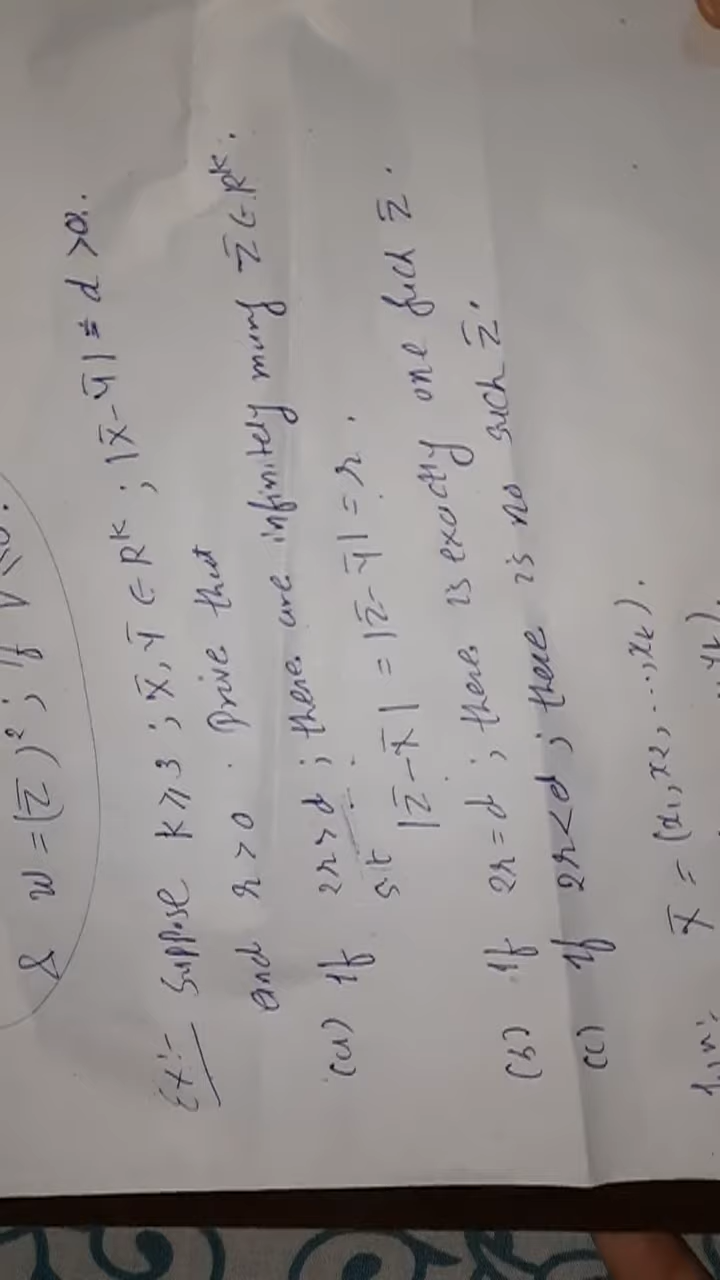 & w = (z̄)²; if
Ex:- Suppose k ⩾ 3 ; x̄, ȳ ∈ R^k ; |x̄-ȳ| = d >0.
and r > 0 . Prove that
(a) If 2r > d ; there are infinitely many z̄ ∈ R^k.
s.t
|z̄-x̄| = |z̄-ȳ| = r .
(b) If 2r = d ; there is exactly one such z̄ .
(c) If 2r < d ; there is no such z̄ .
x̄ = (x₁, x₂, ..., x_k).